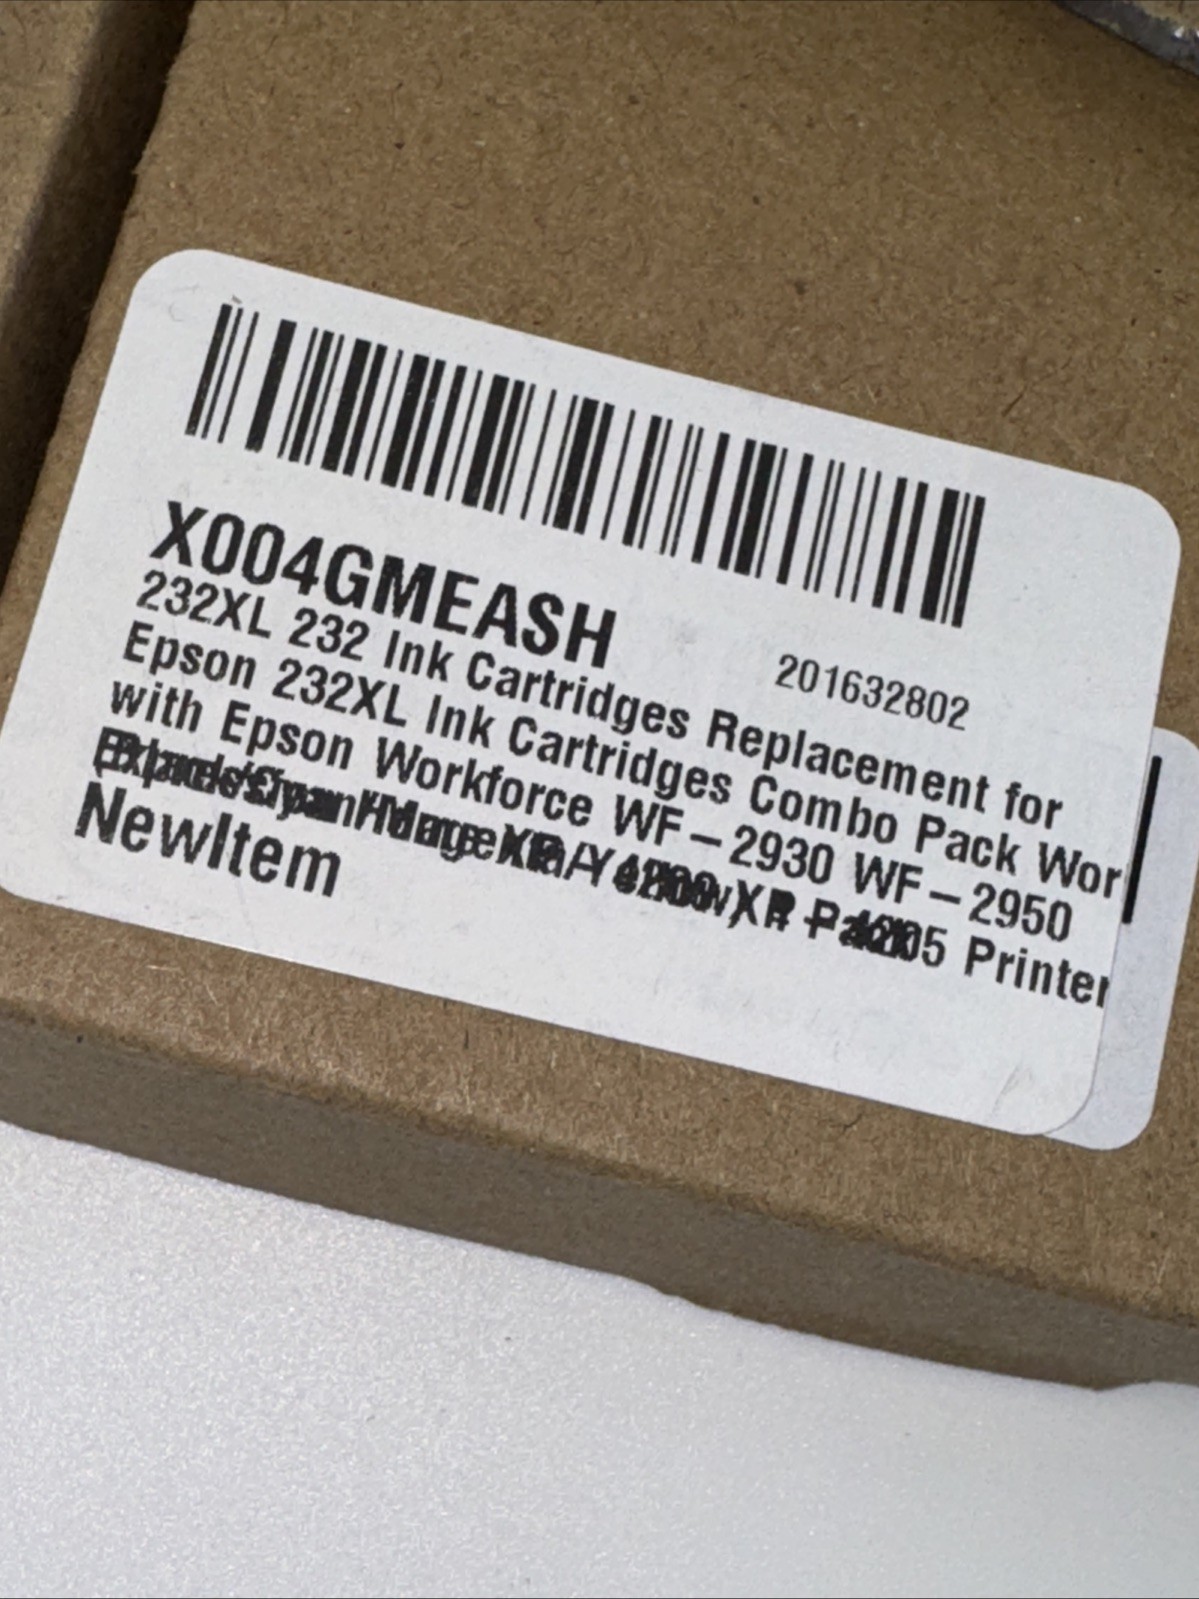 X004GMEASH
201632802
232XL 232 Ink Cartridges Replacement for
Epson 232XL Ink Cartridges Combo Pack Wor
with Epson Workforce WF-2930 WF-2950
Printer
NewItem